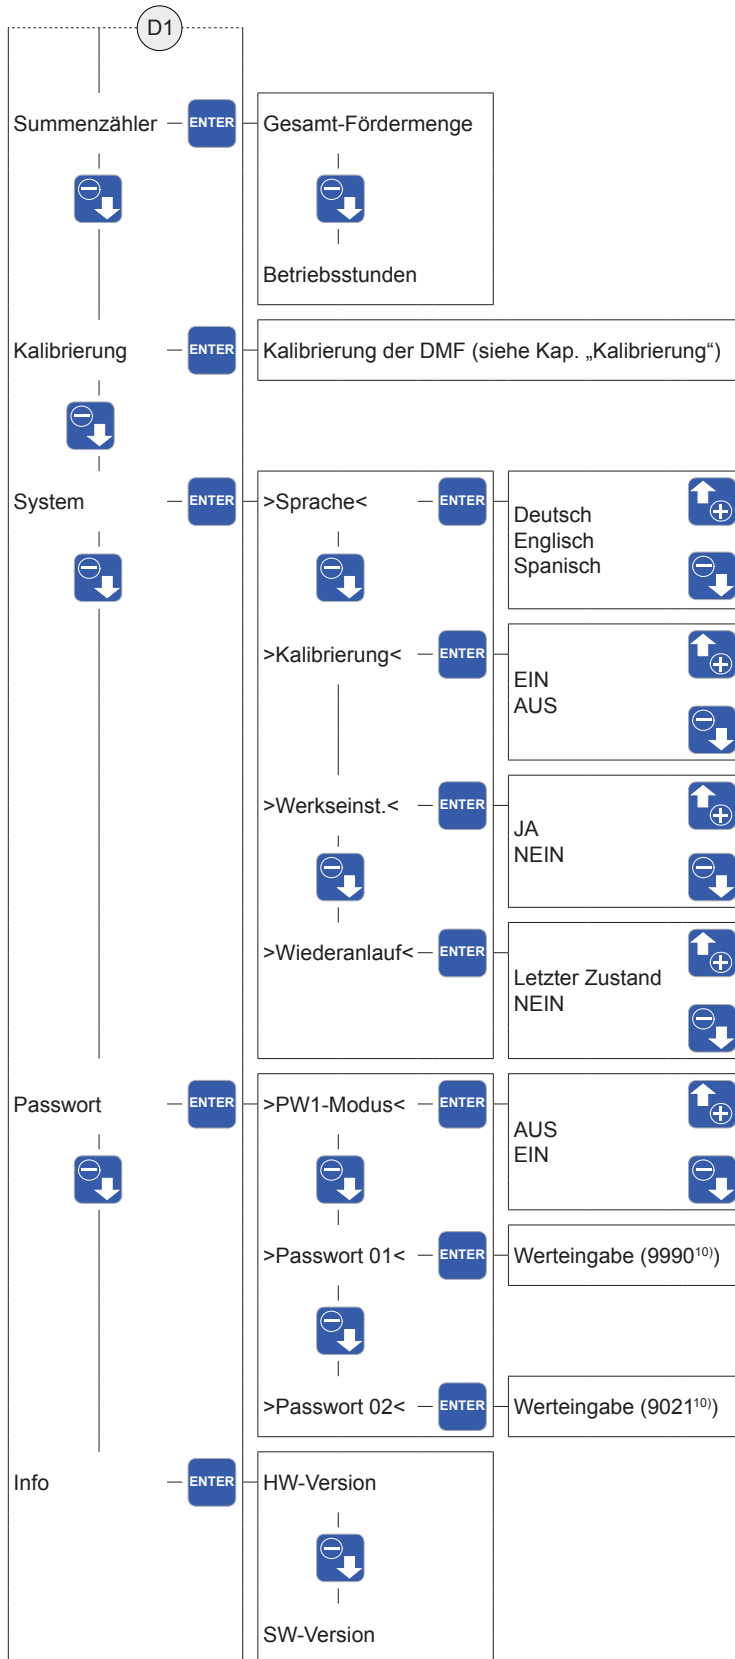 D1
Summenzähler
ENTER
Gesamt-Fördermenge
Betriebsstunden
Kalibrierung
ENTER
Kalibrierung der DMF (siehe Kap. „Kalibrierung“)
System
ENTER
>Sprache<
ENTER
Deutsch
Englisch
Spanisch
>Kalibrierung<
ENTER
EIN
AUS
>Werkseinst.<
ENTER
JA
NEIN
>Wiederanlauf<
ENTER
Letzter Zustand
NEIN
Passwort
ENTER
>PW1-Modus<
ENTER
AUS
EIN
>Passwort 01<
ENTER
Werteingabe (9990¹⁰⁾)
>Passwort 02<
ENTER
Werteingabe (9021¹⁰⁾)
Info
ENTER
HW-Version
SW-Version